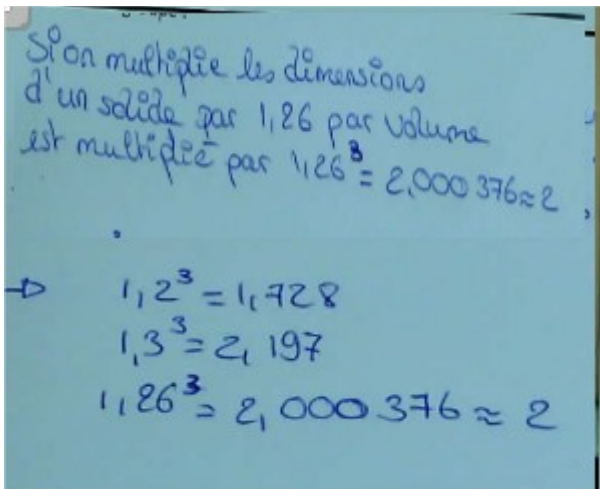 Si on multiplie les dimensions
d'un solide par 1,26 par volume
est multiplié par 1,26³ = 2,000 376 ≈ 2
→ 1,2³ = 1,728
1,3³ = 2,197
1,26³ = 2,000 376 ≈ 2